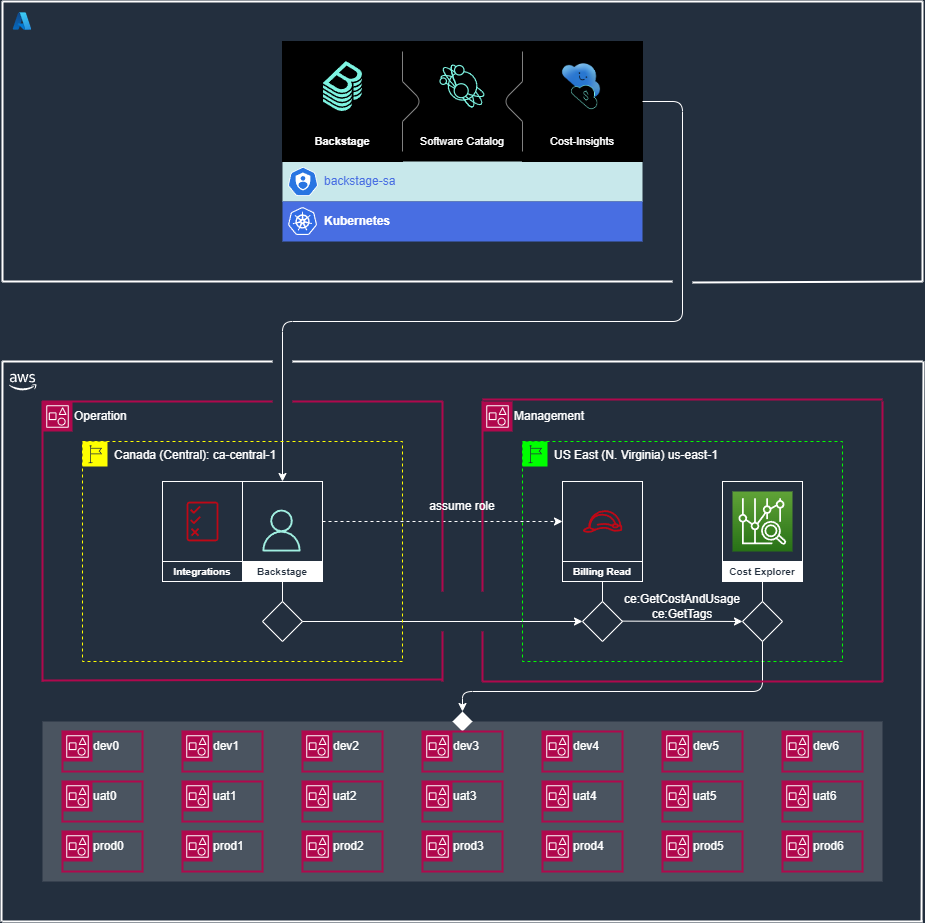 Backstage
Software Catalog
Cost-Insights
backstage-sa
Kubernetes
aws
Operation
Management
Canada (Central): ca-central-1
US East (N. Virginia) us-east-1
assume role
Integrations
Backstage
Billing Read
Cost Explorer
ce:GetCostAndUsage
ce:GetTags
dev0
dev1
dev2
dev3
dev4
dev5
dev6
uat0
uat1
uat2
uat3
uat4
uat5
uat6
prod0
prod1
prod2
prod3
prod4
prod5
prod6